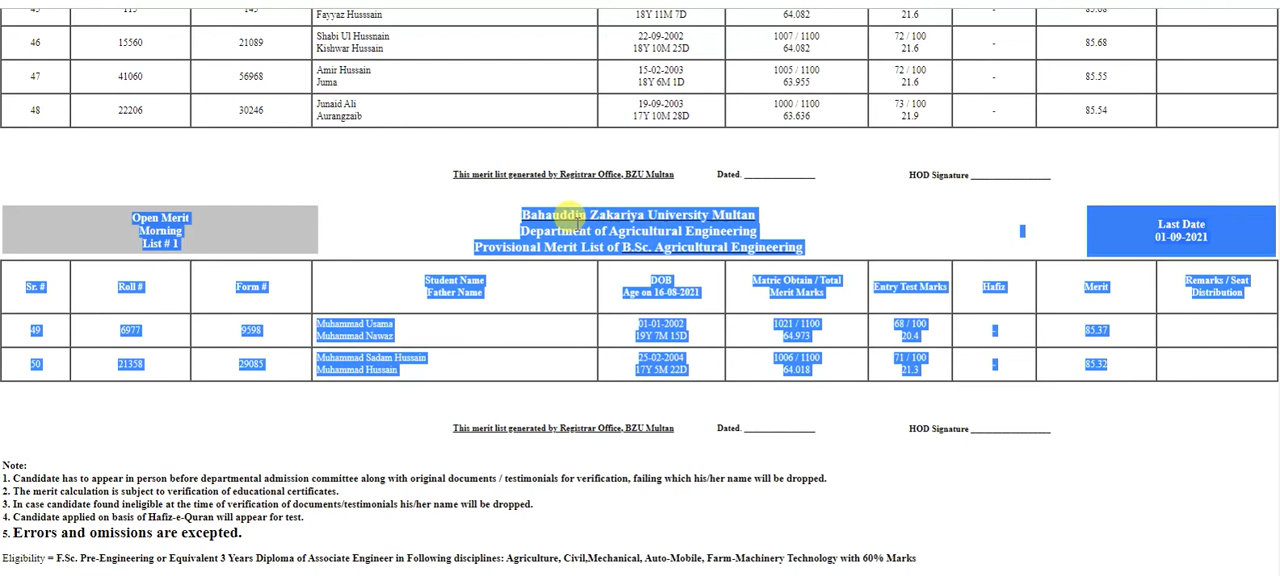 Fayyaz Husssain 18Y 11M 7D 64.082 21.6 -
46 15560 21089 Shabi Ul Hussnain 22-09-2002 1007 / 1100 72 / 100 - 85.68
Kishwar Hussain 18Y 10M 25D 64.082 21.6
47 41060 56968 Amir Hussain 15-02-2003 1005 / 1100 72 / 100 - 85.55
Juma 18Y 6M 1D 63.955 21.6
48 22206 30246 Junaid Ali 19-09-2003 1000 / 1100 73 / 100 - 85.54
Aurangzaib 17Y 10M 28D 63.636 21.9
This merit list generated by Registrar Office, BZU Multan Dated. _______________ HOD Signature _________________
Open Merit
Morning
List # 1
Bahauddin Zakariya University Multan
Department of Agricultural Engineering
Provisional Merit List of B.Sc. Agricultural Engineering
Last Date
01-09-2021
Sr. # Roll # Form # Student Name DOB Matric Obtain / Total Entry Test Marks Hafiz Merit Remarks / Seat
Father Name Age on 16-08-2021 Merit Marks Distribution
49 6977 9598 Muhammad Usama 01-01-2002 1021 / 1100 68 / 100 - 85.37
Muhammad Nawaz 19Y 7M 15D 64.973 20.4
50 21358 29085 Muhammad Sadam Hussain 25-02-2004 1006 / 1100 71 / 100 - 85.32
Muhammad Hussain 17Y 5M 22D 64.018 21.3
This merit list generated by Registrar Office, BZU Multan Dated. _______________ HOD Signature _________________
Note:
1. Candidate has to appear in person before departmental admission committee along with original documents / testimonials for verification, failing which his/her name will be dropped.
2. The merit calculation is subject to verification of educational certificates.
3. In case candidate found ineligible at the time of verification of documents/testimonials his/her name will be dropped.
4. Candidate applied on basis of Hafiz-e-Quran will appear for test.
5. Errors and omissions are excepted.
Eligibility = F.Sc. Pre-Engineering or Equivalent 3 Years Diploma of Associate Engineer in Following disciplines: Agriculture, Civil,Mechanical, Auto-Mobile, Farm-Machinery Technology with 60% Marks